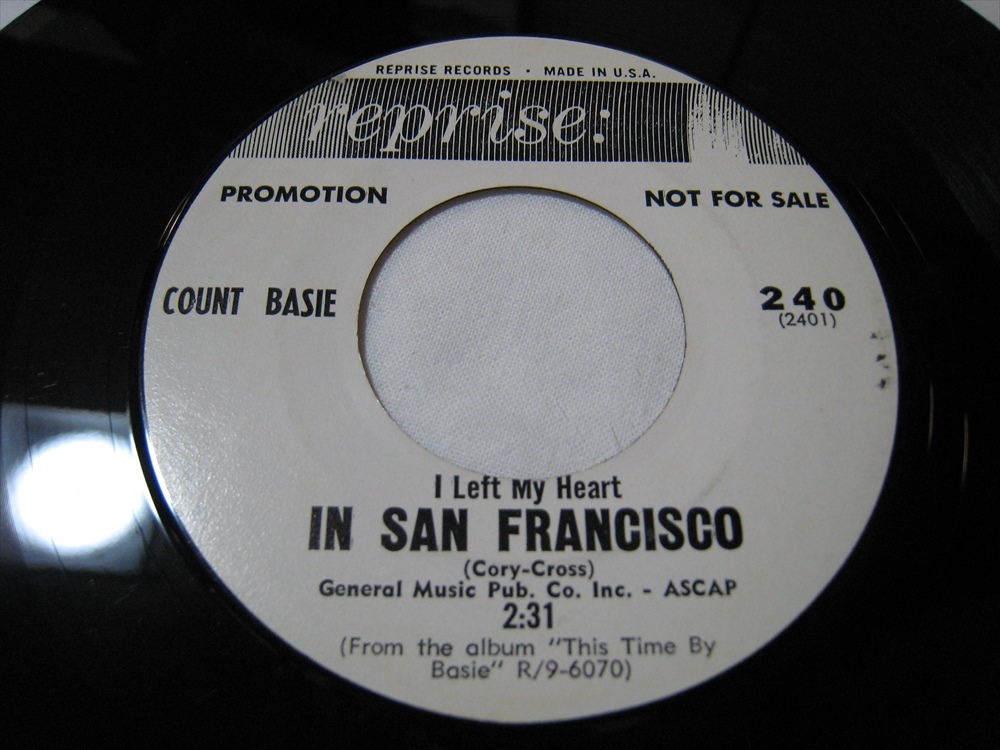 REPRISE RECORDS · MADE IN U.S.A.
reprise:
PROMOTION
NOT FOR SALE
COUNT BASIE
240
(2401)
I Left My Heart
IN SAN FRANCISCO
(Cory-Cross)
General Music Pub. Co. Inc. - ASCAP
2:31
(From the album "This Time By
Basie" R/9-6070)